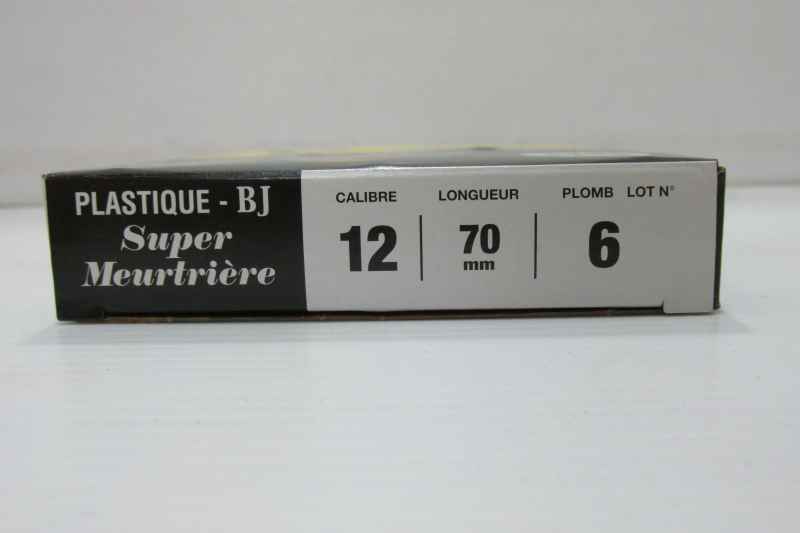 PLASTIQUE - BJ
Super
Meurtrière
CALIBRE LONGUEUR PLOMB LOT N°
12 70 6
mm